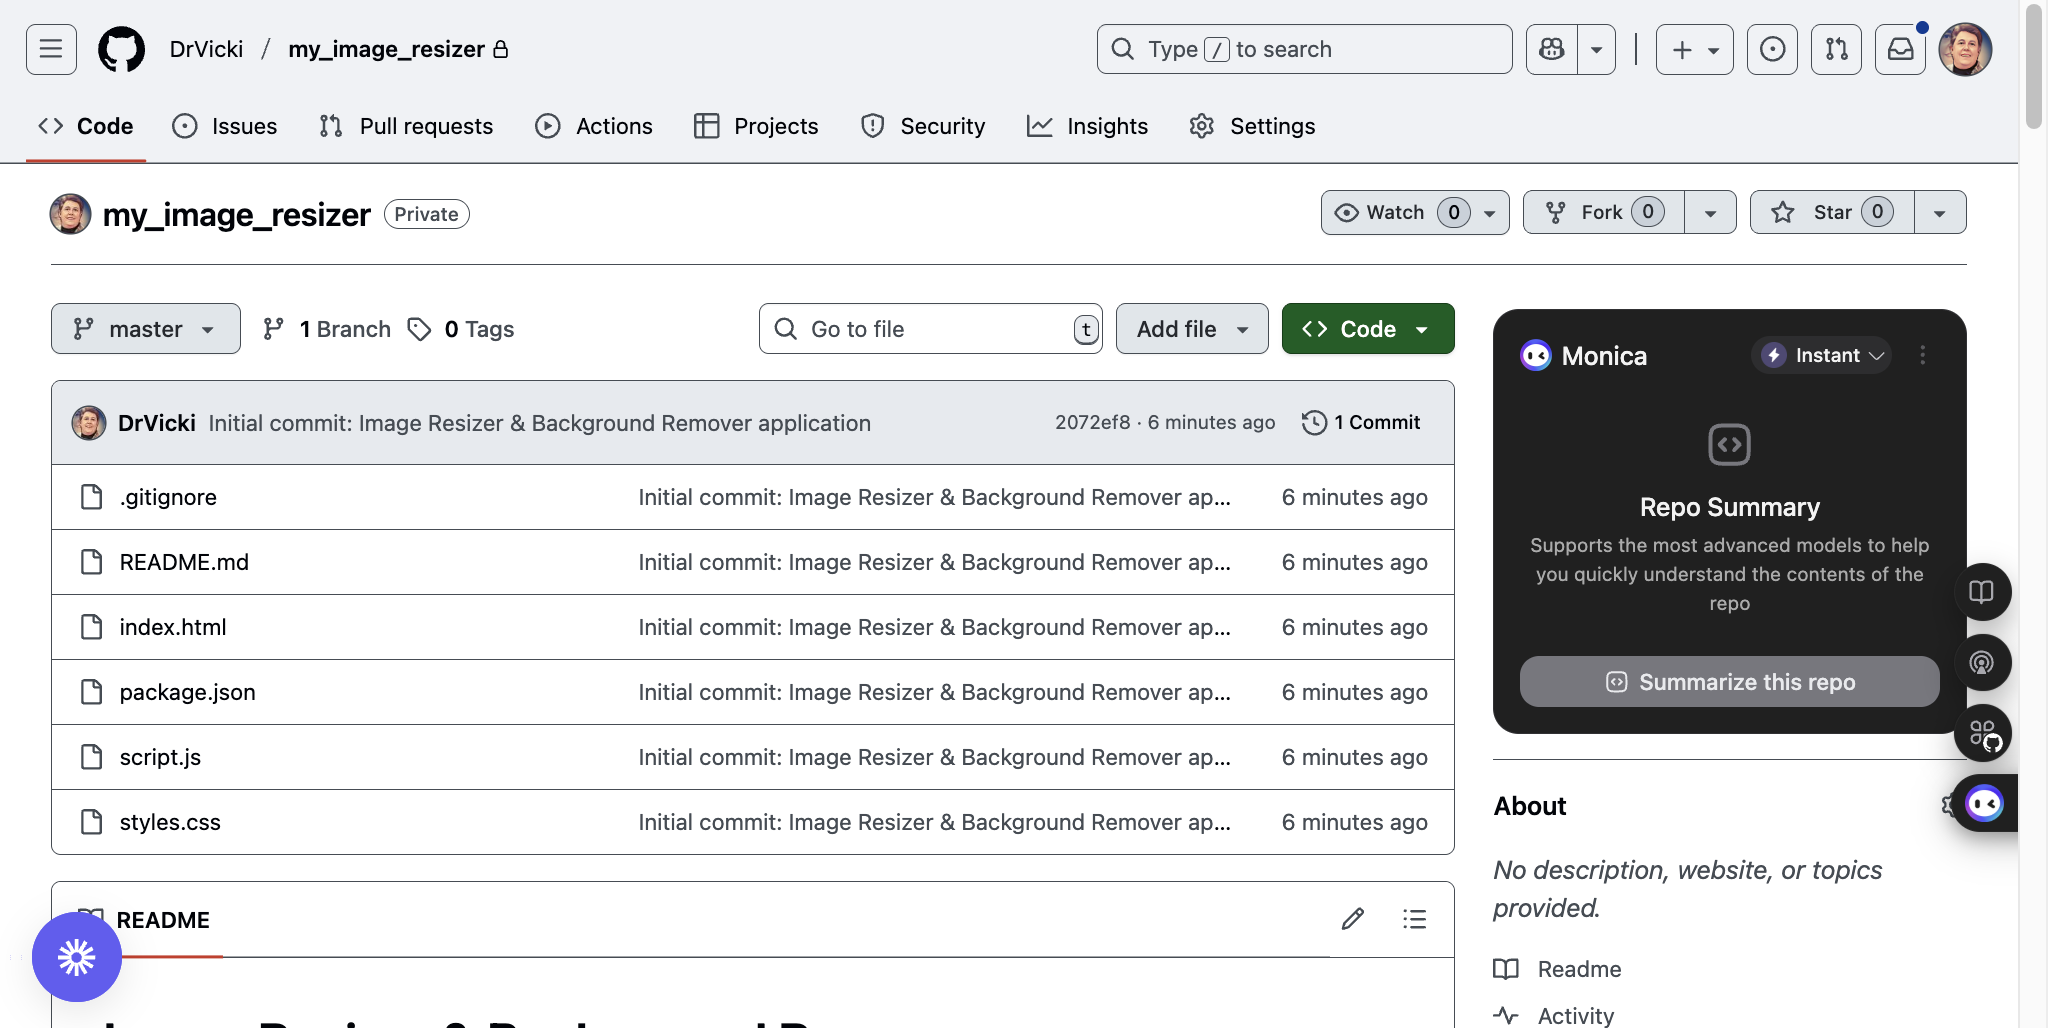 DrVicki / my_image_resizer
Type / to search
Code Issues Pull requests Actions Projects Security Insights Settings
my_image_resizer Private
Watch 0 Fork 0 Star 0
master 1 Branch 0 Tags Go to file t Add file Code
DrVicki Initial commit: Image Resizer & Background Remover application 2072ef8 · 6 minutes ago 1 Commit
.gitignore Initial commit: Image Resizer & Background Remover ap... 6 minutes ago
README.md Initial commit: Image Resizer & Background Remover ap... 6 minutes ago
index.html Initial commit: Image Resizer & Background Remover ap... 6 minutes ago
package.json Initial commit: Image Resizer & Background Remover ap... 6 minutes ago
script.js Initial commit: Image Resizer & Background Remover ap... 6 minutes ago
styles.css Initial commit: Image Resizer & Background Remover ap... 6 minutes ago
README
Monica Instant
Repo Summary
Supports the most advanced models to help
you quickly understand the contents of the
repo
Summarize this repo
About
No description, website, or topics
provided.
Readme
Activity